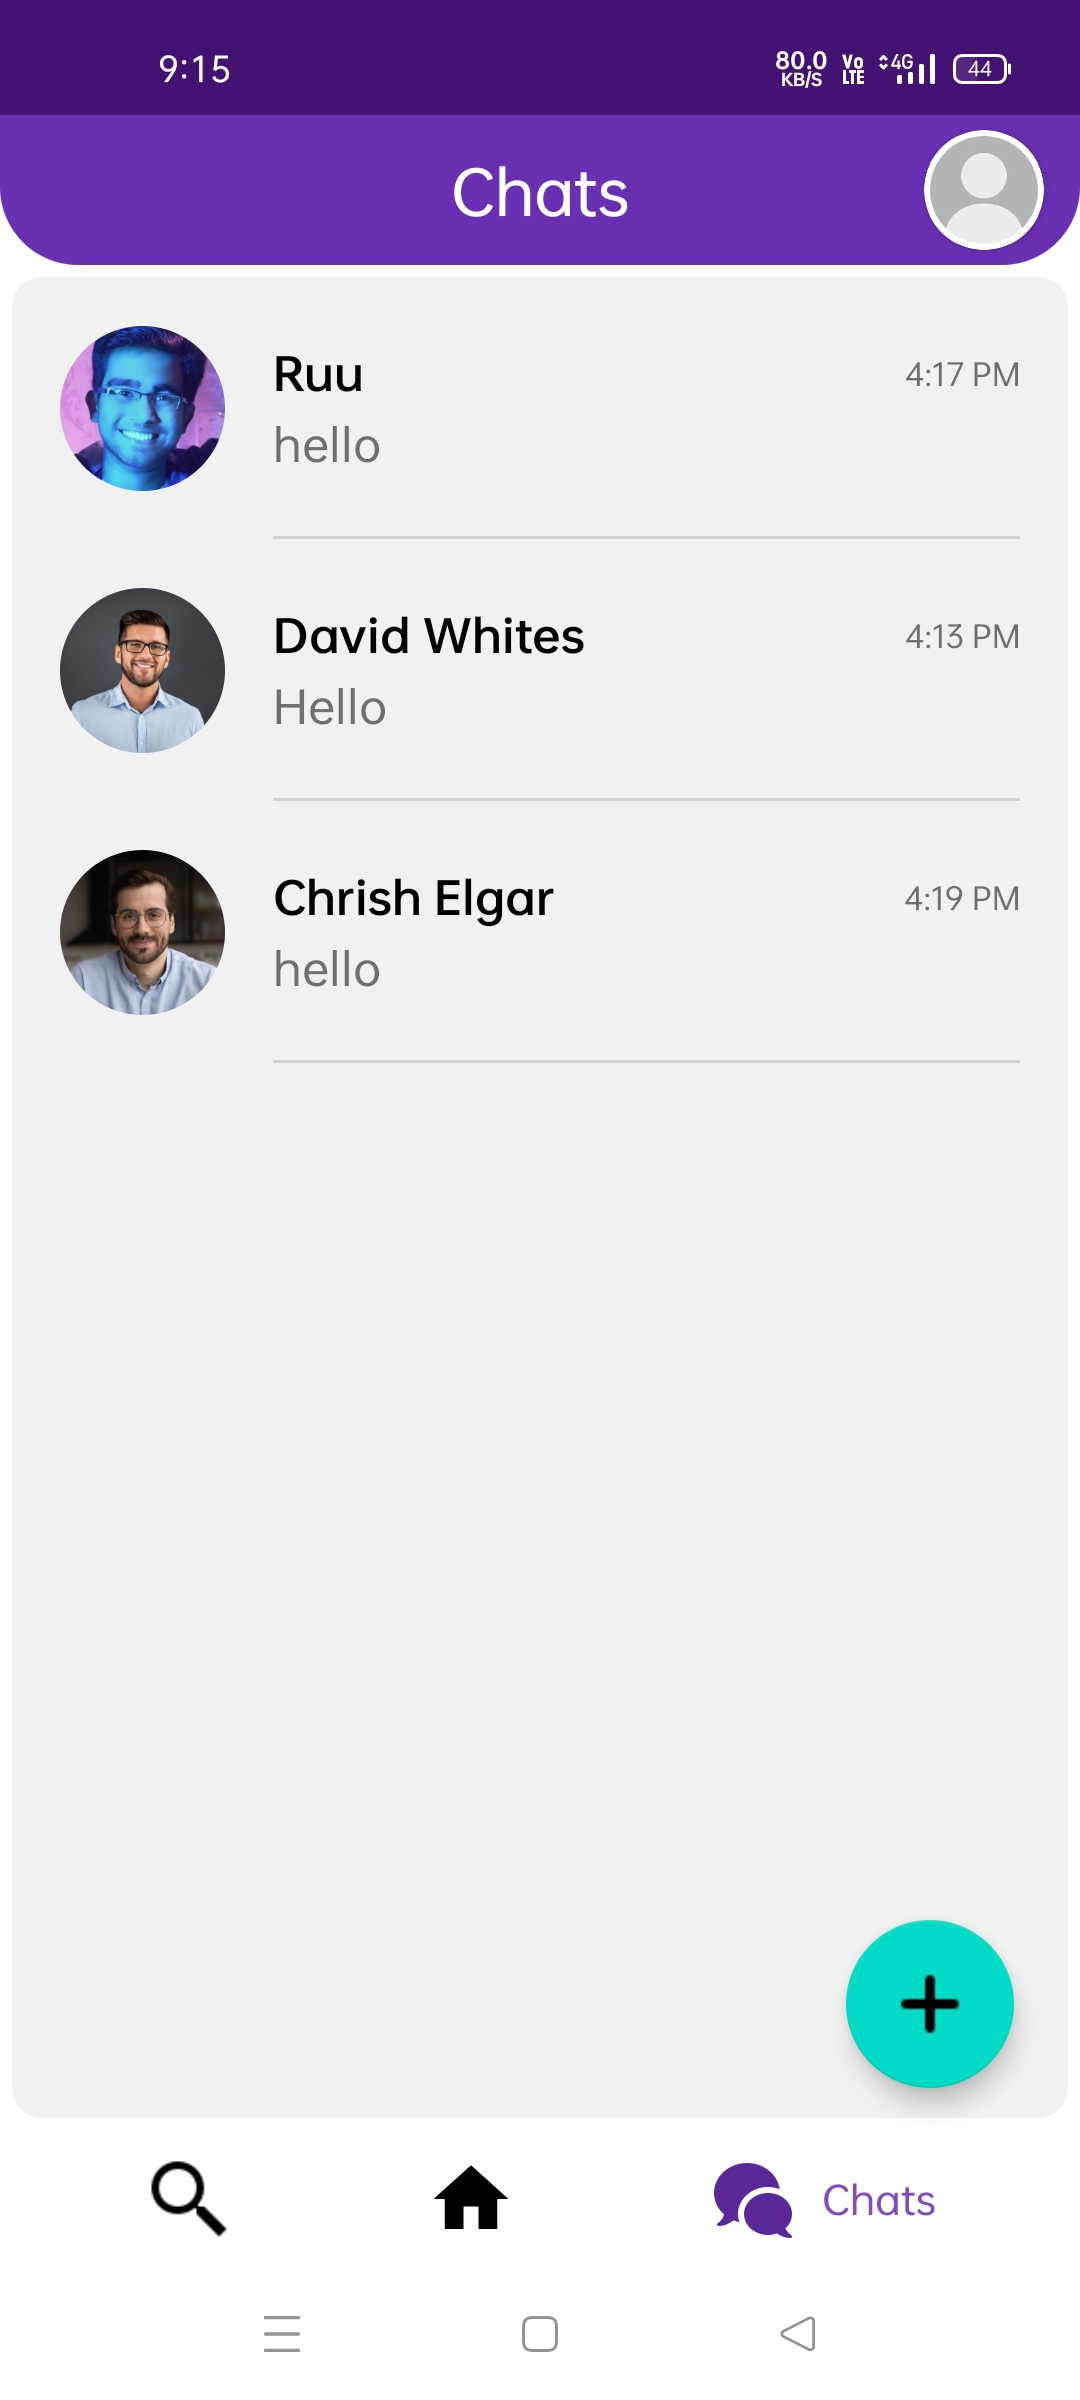 9:15 80.0 KB/S Vo LTE 4G 44
Chats
Ruu 4:17 PM
hello
David Whites 4:13 PM
Hello
Chrish Elgar 4:19 PM
hello
Chats